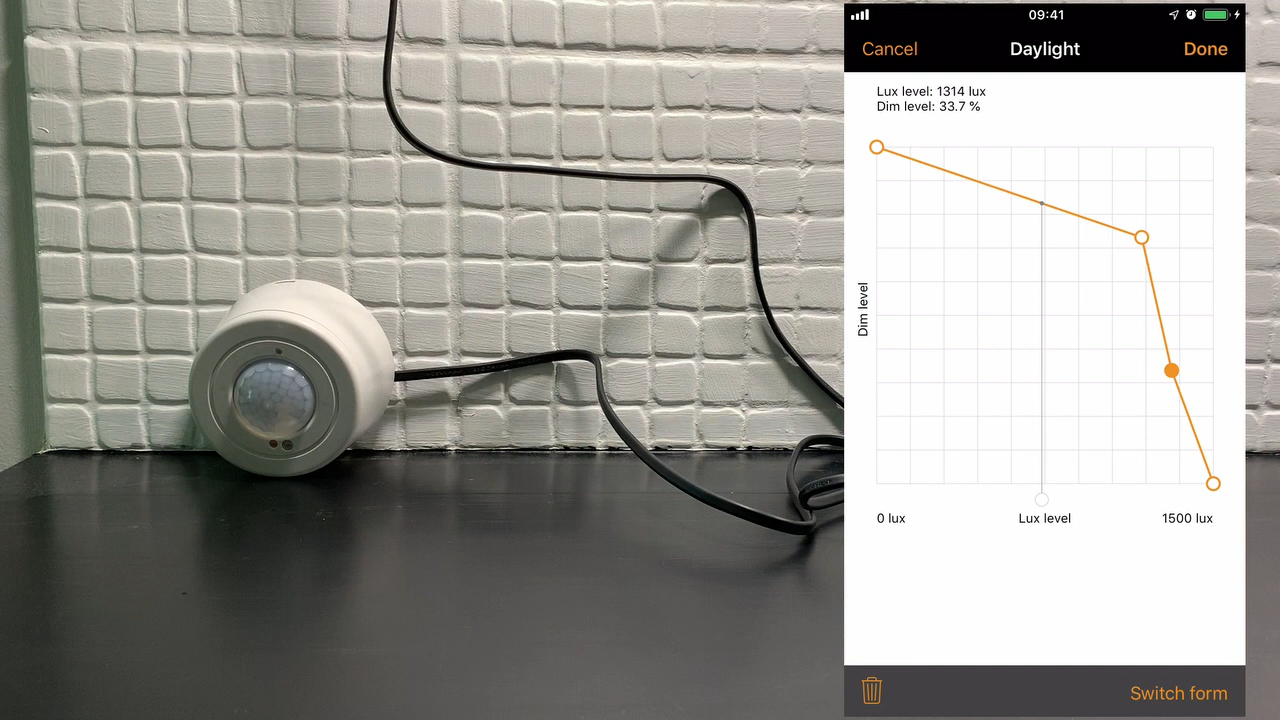 09:41
Cancel Daylight Done
Lux level: 1314 lux
Dim level: 33.7 %
Dim level
0 lux Lux level 1500 lux
Switch form